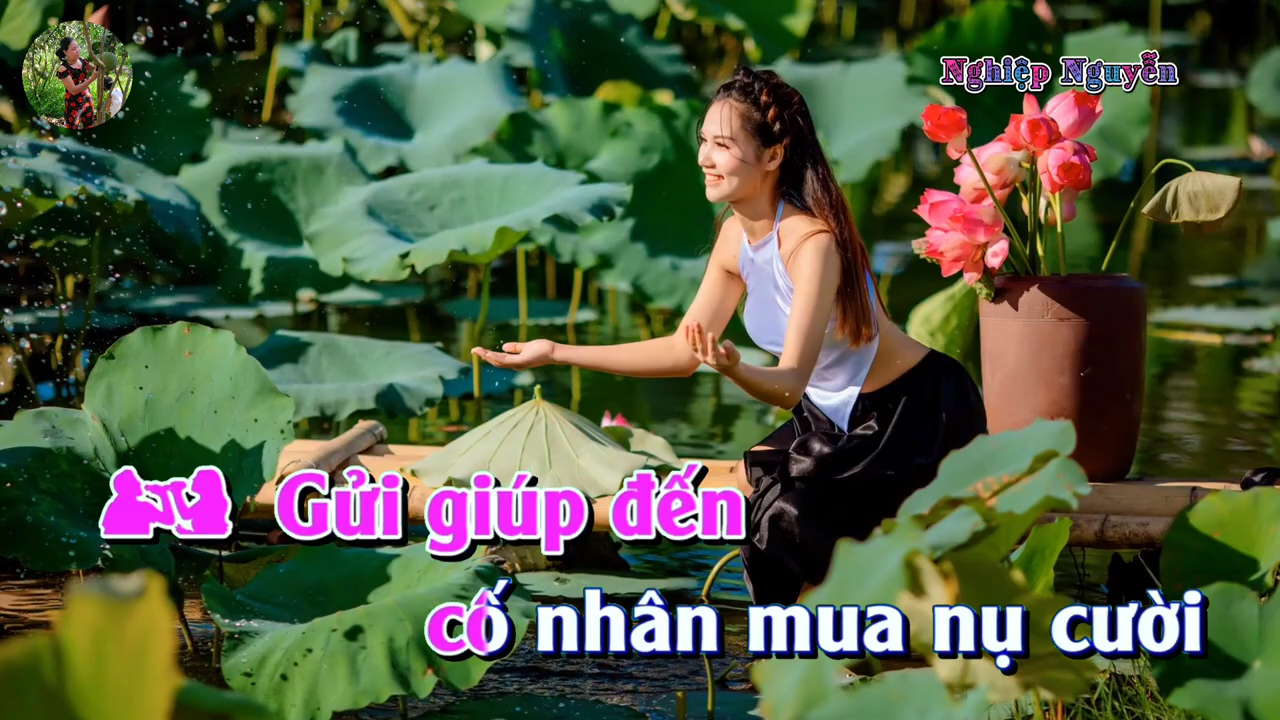 Nghiệp Nguyễn
Gửi giúp đến
cố nhân mua nụ cười